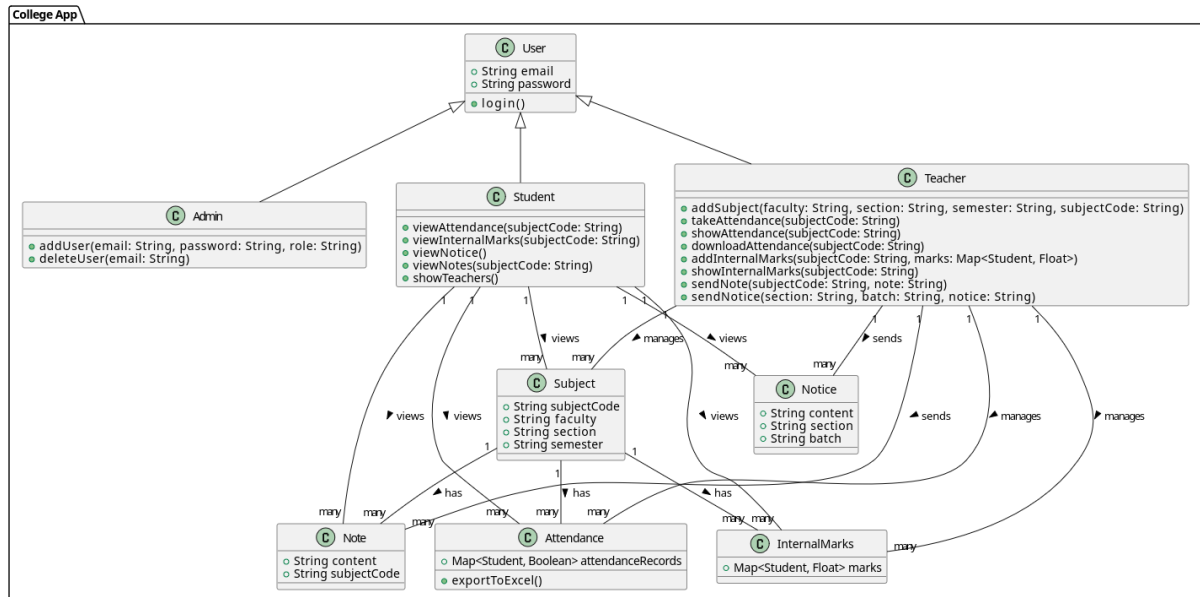 College App
C User
String email
String password
login()
C Admin
addUser(email: String, password: String, role: String)
deleteUser(email: String)
C Student
viewAttendance(subjectCode: String)
viewInternalMarks(subjectCode: String)
viewNotice()
viewNotes(subjectCode: String)
showTeachers()
C Teacher
addSubject(faculty: String, section: String, semester: String, subjectCode: String)
takeAttendance(subjectCode: String)
showAttendance(subjectCode: String)
downloadAttendance(subjectCode: String)
addInternalMarks(subjectCode: String, marks: Map<Student, Float>)
showInternalMarks(subjectCode: String)
sendNote(subjectCode: String, note: String)
sendNotice(section: String, batch: String, notice: String)
1 1 1 1 1 1 1 1 1 1
views manages views sends
many many many many
C Subject
String subjectCode
String faculty
String section
String semester
C Notice
String content
String section
String batch
views views views sends manages manages
1 1 1
has has has
many many many many many many many many many
C Note
String content
String subjectCode
C Attendance
Map<Student, Boolean> attendanceRecords
exportToExcel()
C InternalMarks
Map<Student, Float> marks